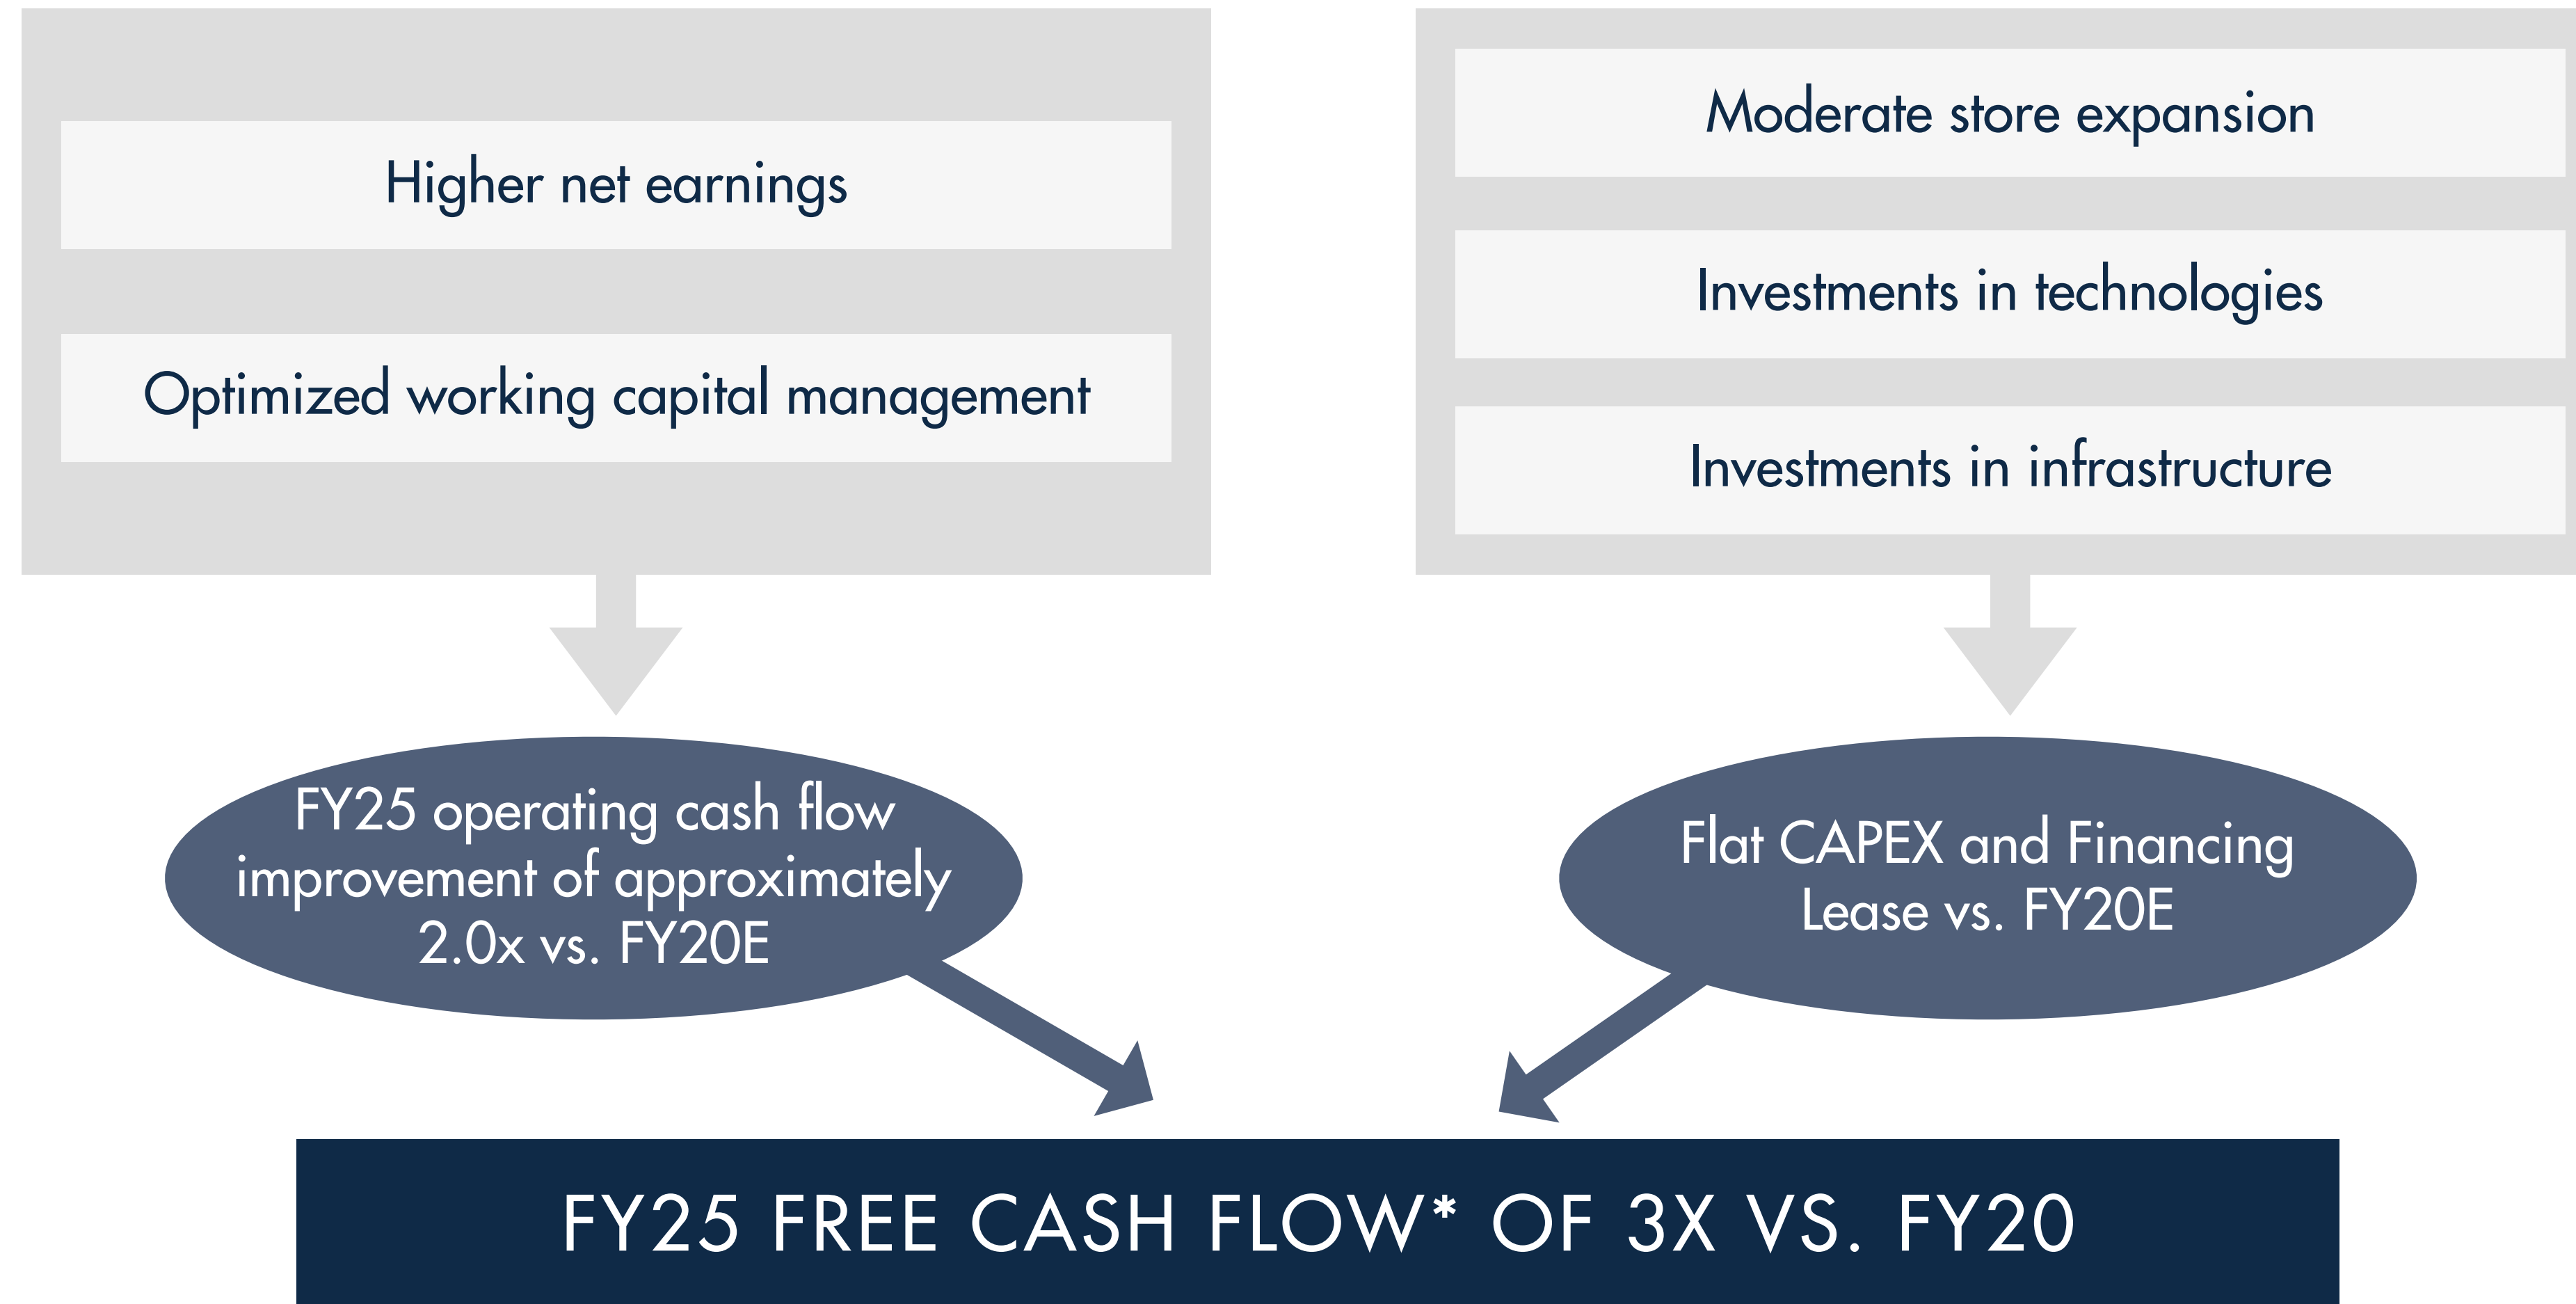 Higher net earnings
Optimized working capital management
Moderate store expansion
Investments in technologies
Investments in infrastructure
FY25 operating cash flow
improvement of approximately
2.0x vs. FY20E
Flat CAPEX and Financing
Lease vs. FY20E
FY25 FREE CASH FLOW* OF 3X VS. FY20